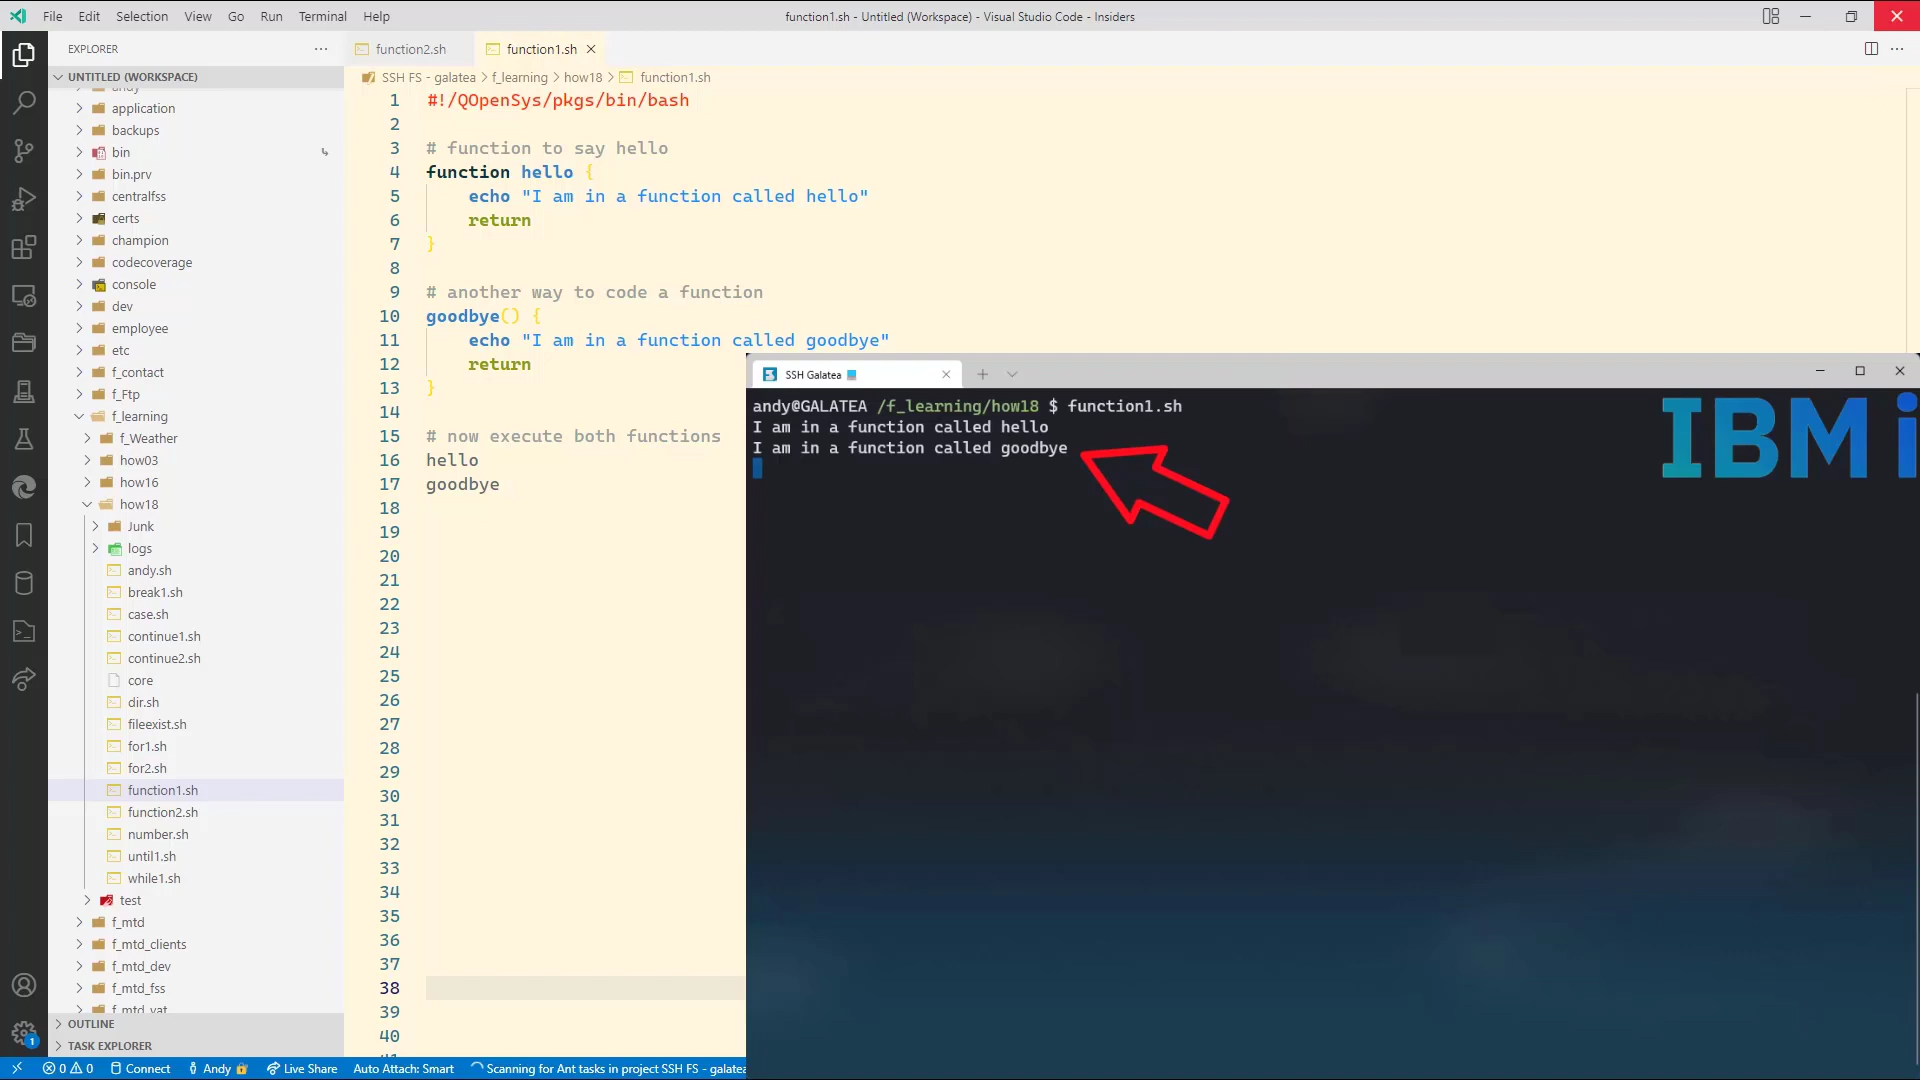 File Edit Selection View Go Run Terminal Help
function1.sh - Untitled (Workspace) - Visual Studio Code - Insiders
EXPLORER
UNTITLED (WORKSPACE)
andy
application
backups
bin
bin.prv
centralfss
certs
champion
codecoverage
console
dev
employee
etc
f_contact
f_Ftp
f_learning
f_Weather
how03
how16
how18
Junk
logs
andy.sh
break1.sh
case.sh
continue1.sh
continue2.sh
core
dir.sh
fileexist.sh
for1.sh
for2.sh
function1.sh
function2.sh
number.sh
until1.sh
while1.sh
test
f_mtd
f_mtd_clients
f_mtd_dev
f_mtd_fss
f_mtd_vat
OUTLINE
TASK EXPLORER
function2.sh function1.sh
SSH FS - galatea > f_learning > how18 > function1.sh
1 #!/QOpenSys/pkgs/bin/bash
2
3 # function to say hello
4 function hello {
5 echo "I am in a function called hello"
6 return
7 }
8
9 # another way to code a function
10 goodbye() {
11 echo "I am in a function called goodbye"
12 return
13 }
14
15 # now execute both functions
16 hello
17 goodbye
18
19
20
21
22
23
24
25
26
27
28
29
30
31
32
33
34
35
36
37
38
39
40
SSH Galatea
andy@GALATEA /f_learning/how18 $ function1.sh
I am in a function called hello
I am in a function called goodbye
IBM i
1
0 0 Connect Andy Live Share Auto Attach: Smart Scanning for Ant tasks in project SSH FS - galatea